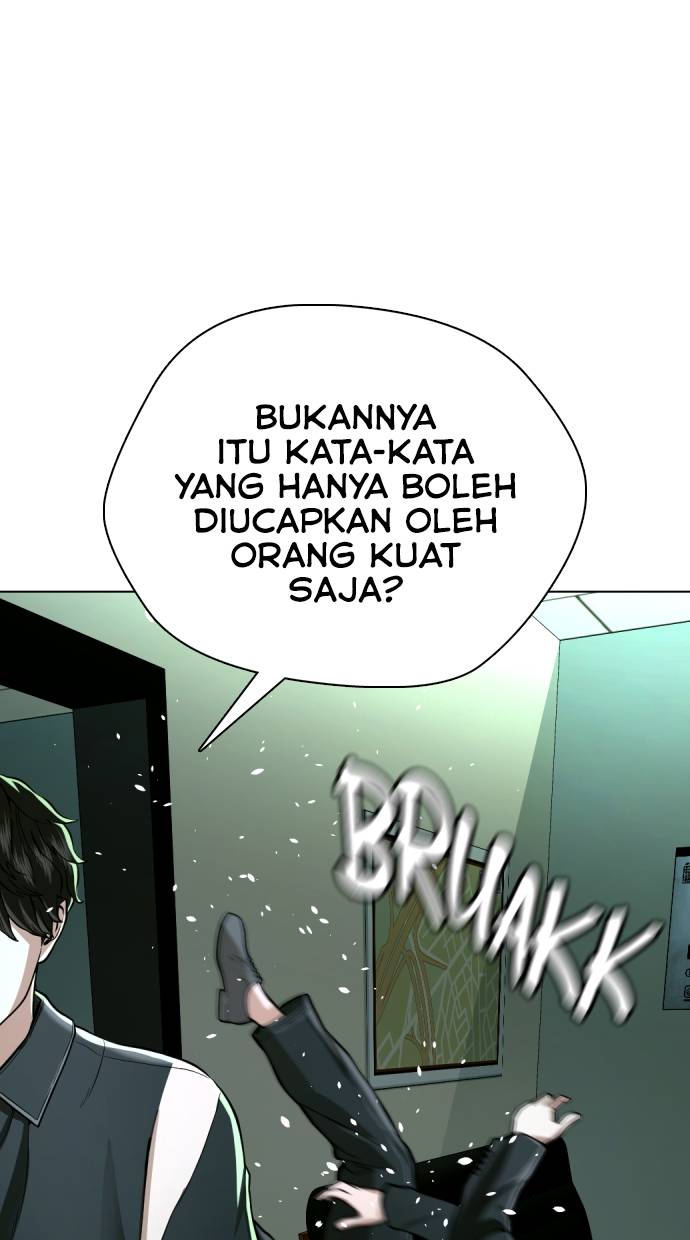 BUKANNYA
ITU KATA-KATA
YANG HANYA BOLEH
DIUCAPKAN OLEH
ORANG KUAT
SAJA?
BRUAKK